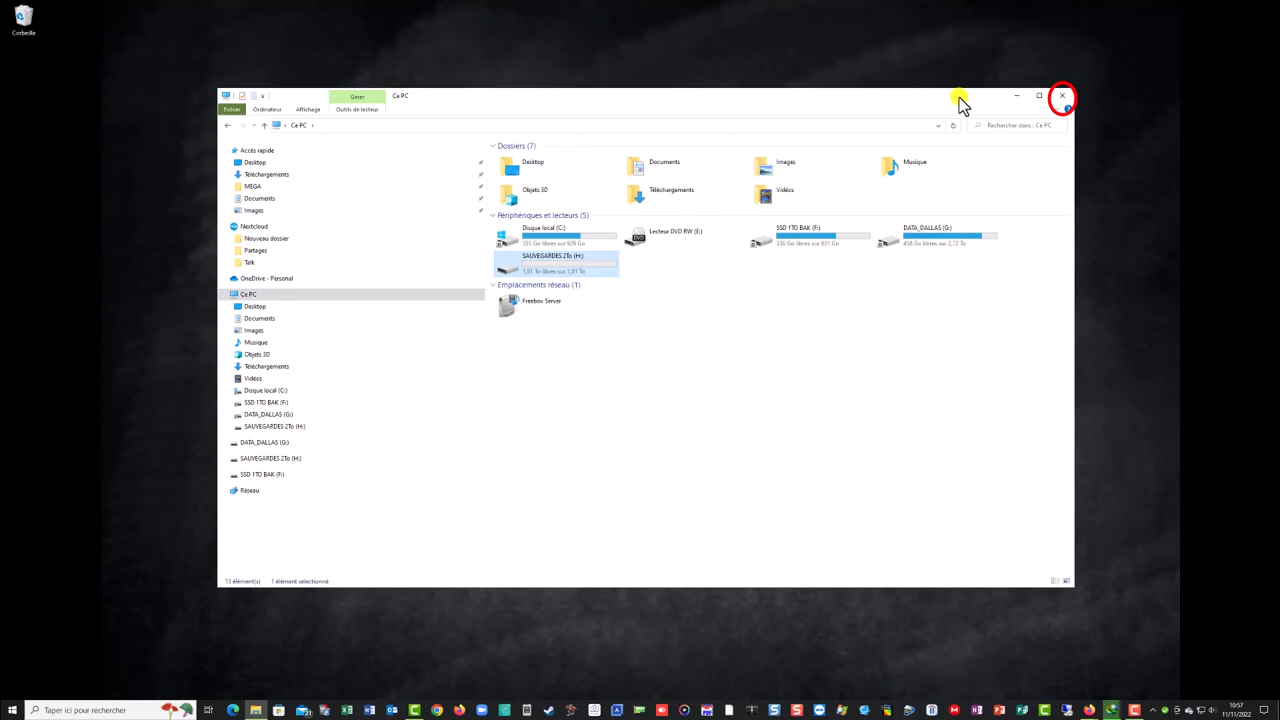 Corbeille
Gérer
Ce PC
Fichier
Ordinateur
Affichage
Outils de lecteur
Ce PC
Rechercher dans : Ce PC
Accès rapide
Desktop
Téléchargements
MEGA
Documents
Images
Nextcloud
Nouveau dossier
Partages
Talk
OneDrive - Personal
Ce PC
Desktop
Documents
Images
Musique
Objets 3D
Téléchargements
Vidéos
Disque local (C:)
SSD 1TO BAK (F:)
DATA_DALLAS (G:)
SAUVEGARDES 2To (H:)
DATA_DALLAS (G:)
SAUVEGARDES 2To (H:)
SSD 1TO BAK (F:)
Réseau
Dossiers (7)
Desktop
Documents
Images
Musique
Objets 3D
Téléchargements
Vidéos
Périphériques et lecteurs (5)
Disque local (C:)
355 Go libres sur 929 Go
DVD
Lecteur DVD RW (E:)
SSD 1TO BAK (F:)
336 Go libres sur 931 Go
DATA_DALLAS (G:)
458 Go libres sur 2,72 To
SAUVEGARDES 2To (H:)
1,81 To libres sur 1,81 To
Emplacements réseau (1)
Freebox Server
13 élément(s)
1 élément sélectionné
Taper ici pour rechercher
10:57
11/11/2022